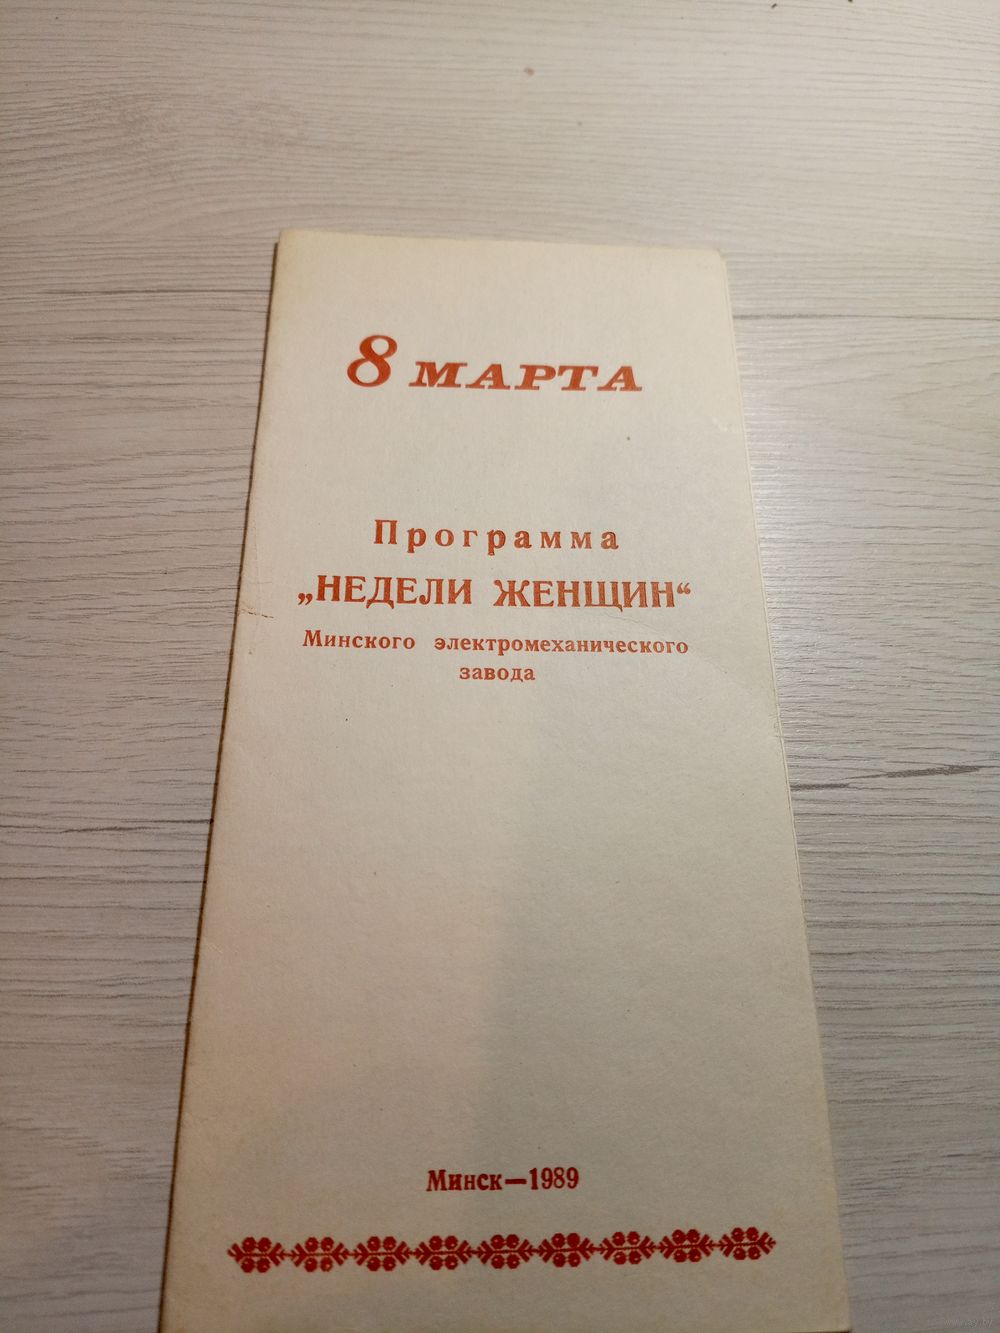 8 МАРТА
Программа
„НЕДЕЛИ ЖЕНЩИН“
Минского электромеханического
завода
Минск—1989